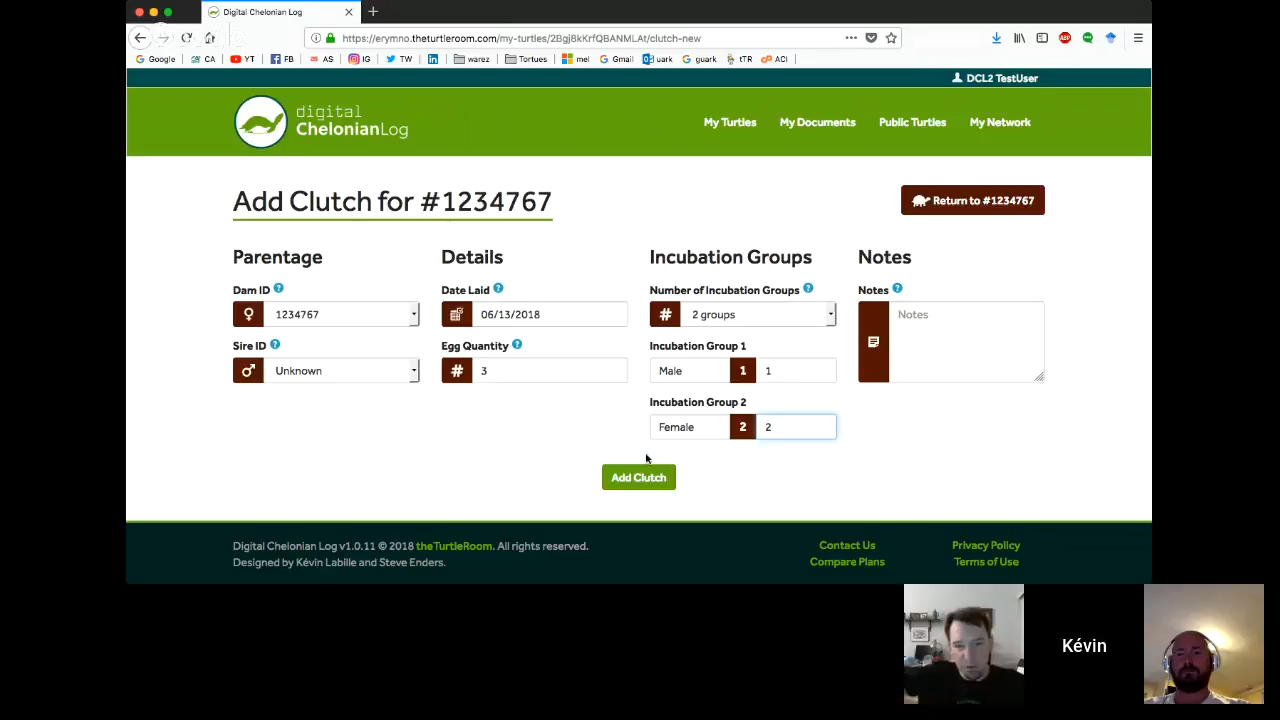 Digital Chelonian Log
https://erymno.theturtleroom.com/my-turtles/2Bgj8kKrfQBANMLAt/clutch-new
Google CA YT FB AS IG TW warez Tortues mel Gmail uark guark tTR ACI
DCL2 TestUser
digital
ChelonianLog
My Turtles My Documents Public Turtles My Network
Add Clutch for #1234767
Return to #1234767
Parentage Details Incubation Groups Notes
Dam ID Date Laid Number of Incubation Groups Notes
1234767 06/13/2018 # 2 groups Notes
Sire ID Egg Quantity Incubation Group 1
Unknown # 3 Male 1 1
Incubation Group 2
Female 2 2
Add Clutch
Digital Chelonian Log v1.0.11 © 2018 theTurtleRoom. All rights reserved. Contact Us Privacy Policy
Designed by Kévin Labille and Steve Enders. Compare Plans Terms of Use
Kévin